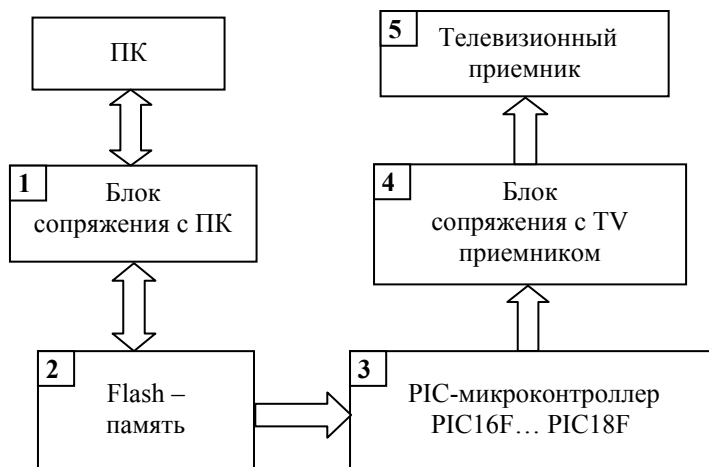 ПК
1
Блок
сопряжения с ПК
2
Flash –
память
3
PIC-микроконтроллер
PIC16F… PIC18F
4
Блок
сопряжения с TV
приемником
5
Телевизионный
приемник